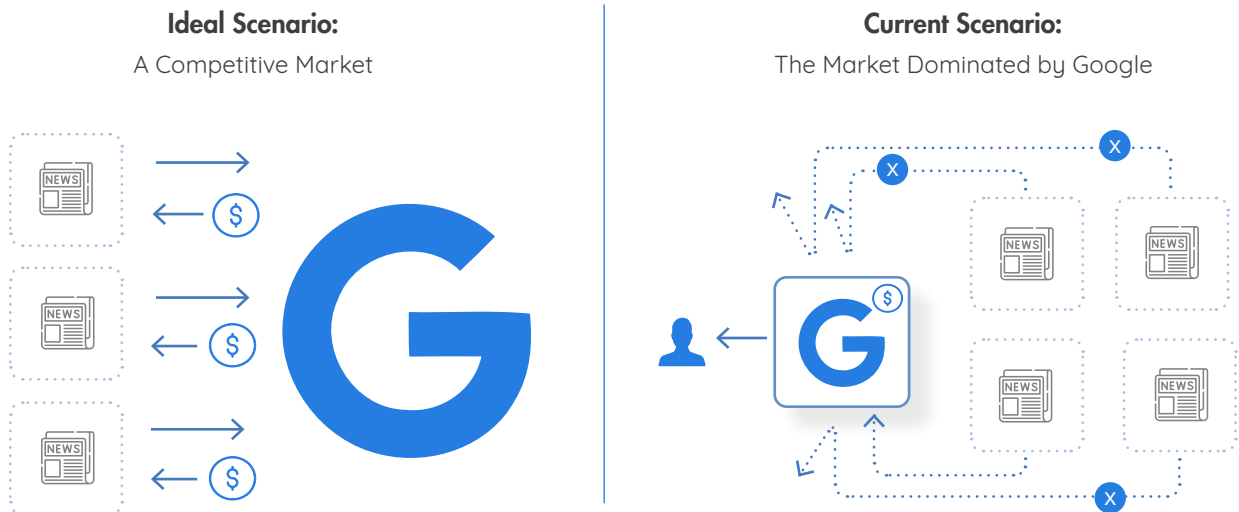 Ideal Scenario:
A Competitive Market
NEWS
$
NEWS
$
NEWS
$
Current Scenario:
The Market Dominated by Google
X
X
NEWS
NEWS
$
G
NEWS
NEWS
X
G